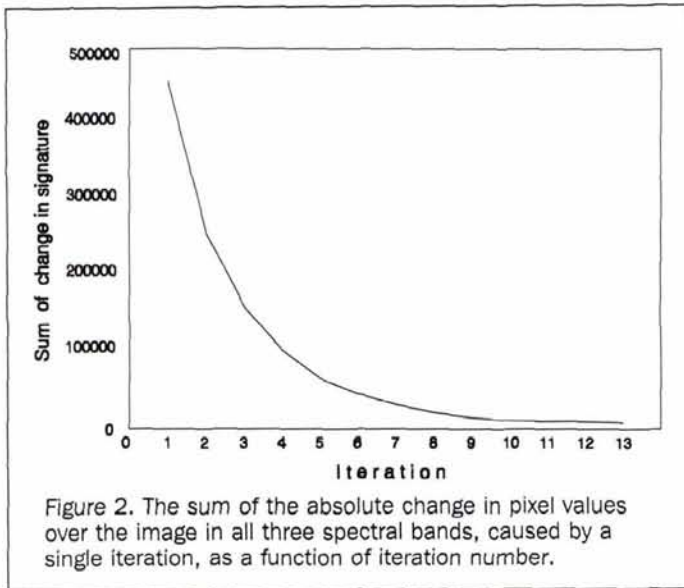 500000
400000
300000
200000
100000
0
Sum of change in signature
0 1 2 3 4 5 6 7 8 9 10 11 12 13
Iteration
Figure 2. The sum of the absolute change in pixel values
over the image in all three spectral bands, caused by a
single iteration, as a function of iteration number.